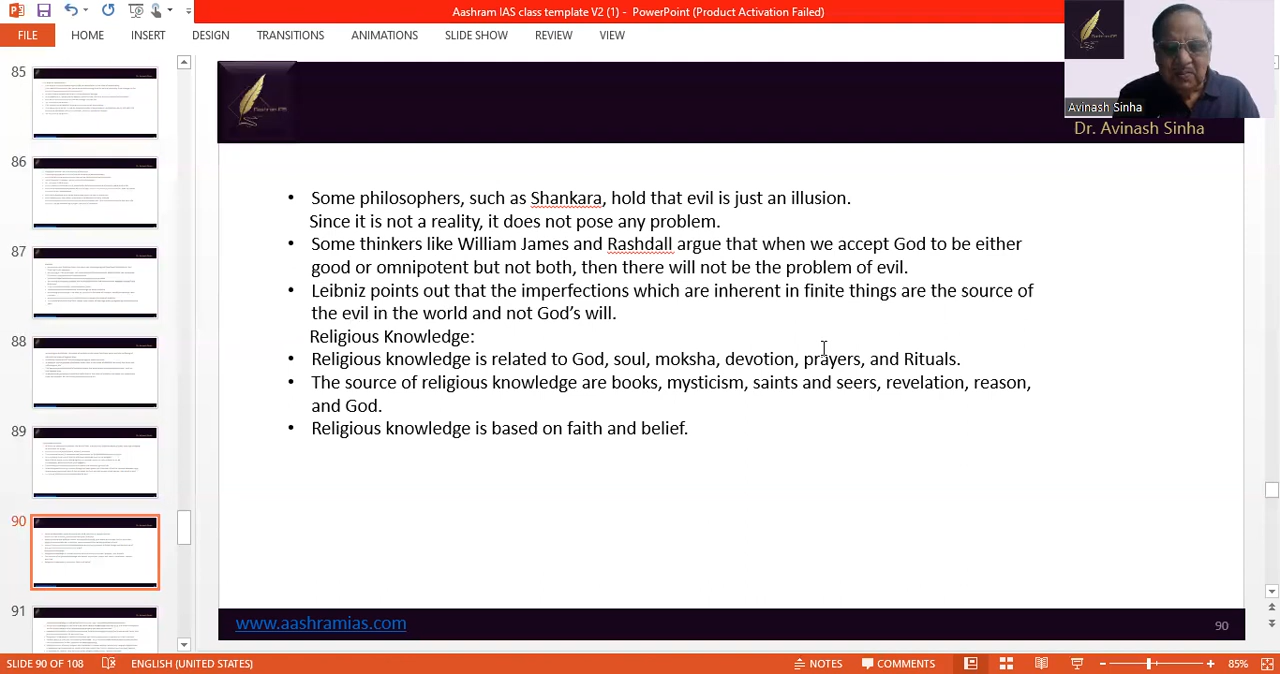 Aashram IAS class template V2 (1) - PowerPoint (Product Activation Failed)
FILE HOME INSERT DESIGN TRANSITIONS ANIMATIONS SLIDE SHOW REVIEW VIEW
Avinash Sinha
Dr. Avinash Sinha
85
86
87
88
89
90
91
• Some philosophers, such as Shankara, hold that evil is just an illusion.
Since it is not a reality, it does not pose any problem.
• Some thinkers like William James and Rashdall argue that when we accept God to be either
good or omnipotent but not both, then there will not be the problem of evil.
• Leibniz points out that the imperfections which are inherent in finite things are the source of
the evil in the world and not God's will.
Religious Knowledge:
• Religious knowledge is related to God, soul, moksha, devotion, prayers, and Rituals.
• The source of religious knowledge are books, mysticism, saints and seers, revelation, reason,
and God.
• Religious knowledge is based on faith and belief.
www.aashramias.com
90
SLIDE 90 OF 108 ENGLISH (UNITED STATES) NOTES COMMENTS 85%